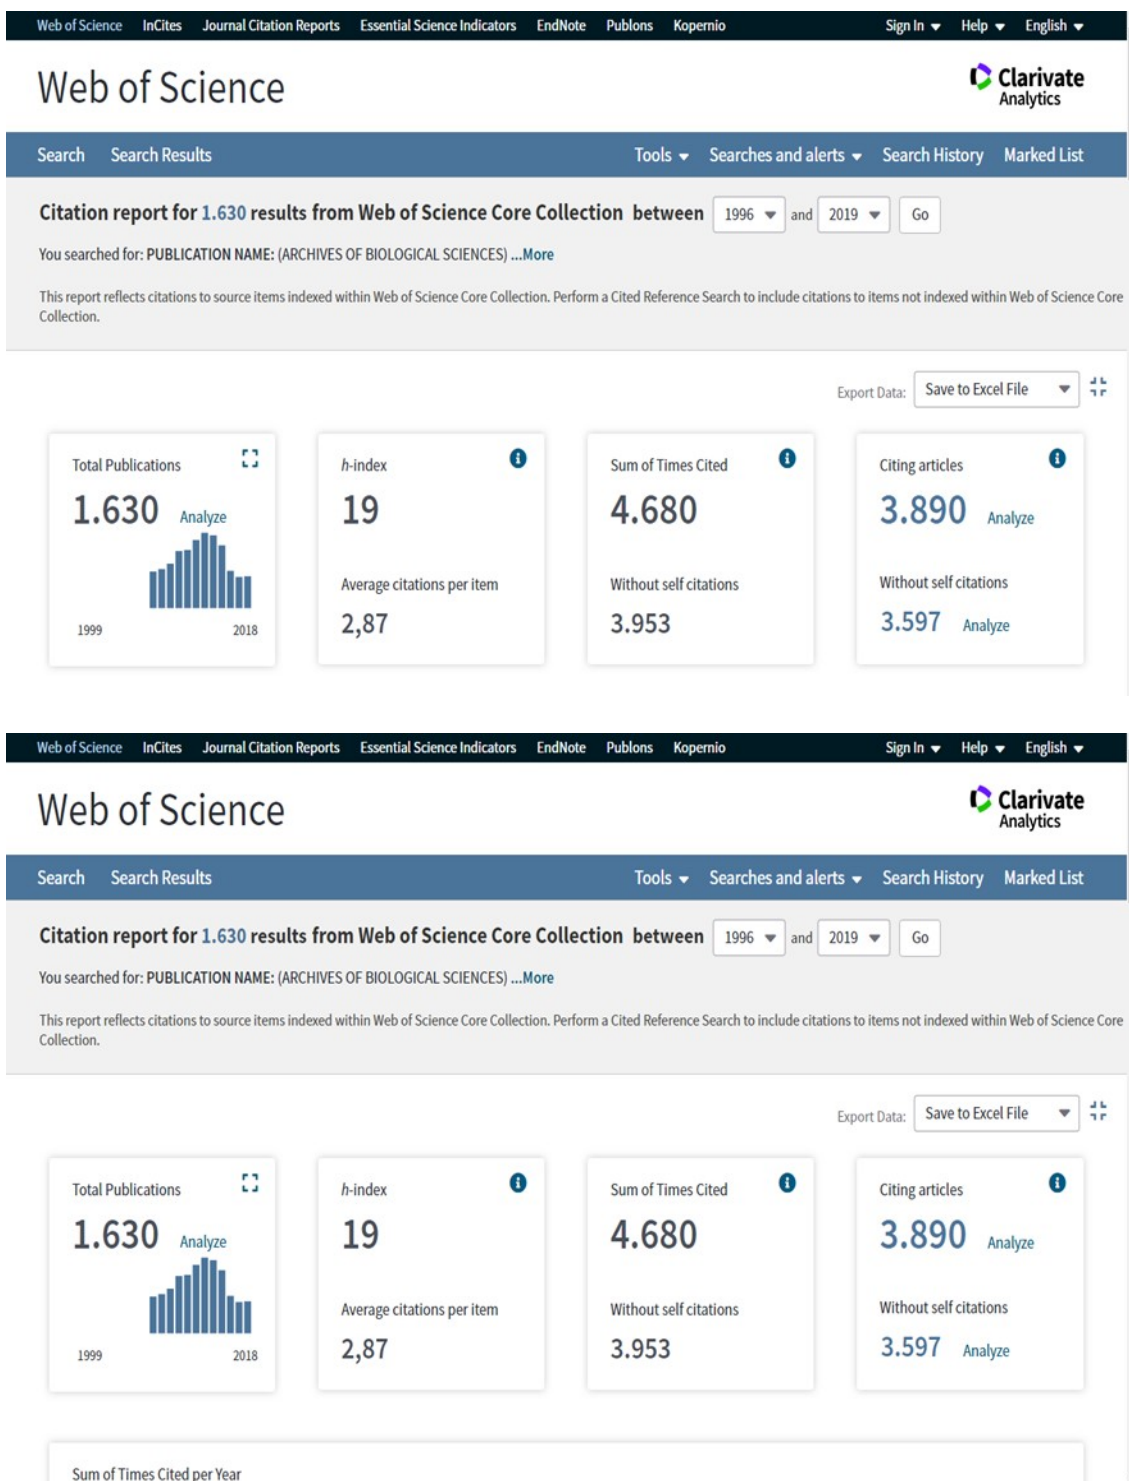 Web of Science InCites Journal Citation Reports Essential Science Indicators EndNote Publons Kopernio Sign In Help English
Web of Science
Clarivate
Analytics
Search Search Results Tools Searches and alerts Search History Marked List
Citation report for 1.630 results from Web of Science Core Collection between 1996 and 2019 Go
You searched for: PUBLICATION NAME: (ARCHIVES OF BIOLOGICAL SCIENCES) ...More
This report reflects citations to source items indexed within Web of Science Core Collection. Perform a Cited Reference Search to include citations to items not indexed within Web of Science Core
Collection.
Export Data: Save to Excel File
Total Publications
1.630 Analyze
1999 2018
h-index
19
Average citations per item
2,87
Sum of Times Cited
4.680
Without self citations
3.953
Citing articles
3.890 Analyze
Without self citations
3.597 Analyze
Web of Science InCites Journal Citation Reports Essential Science Indicators EndNote Publons Kopernio Sign In Help English
Web of Science
Clarivate
Analytics
Search Search Results Tools Searches and alerts Search History Marked List
Citation report for 1.630 results from Web of Science Core Collection between 1996 and 2019 Go
You searched for: PUBLICATION NAME: (ARCHIVES OF BIOLOGICAL SCIENCES) ...More
This report reflects citations to source items indexed within Web of Science Core Collection. Perform a Cited Reference Search to include citations to items not indexed within Web of Science Core
Collection.
Export Data: Save to Excel File
Total Publications
1.630 Analyze
1999 2018
h-index
19
Average citations per item
2,87
Sum of Times Cited
4.680
Without self citations
3.953
Citing articles
3.890 Analyze
Without self citations
3.597 Analyze
Sum of Times Cited per Year